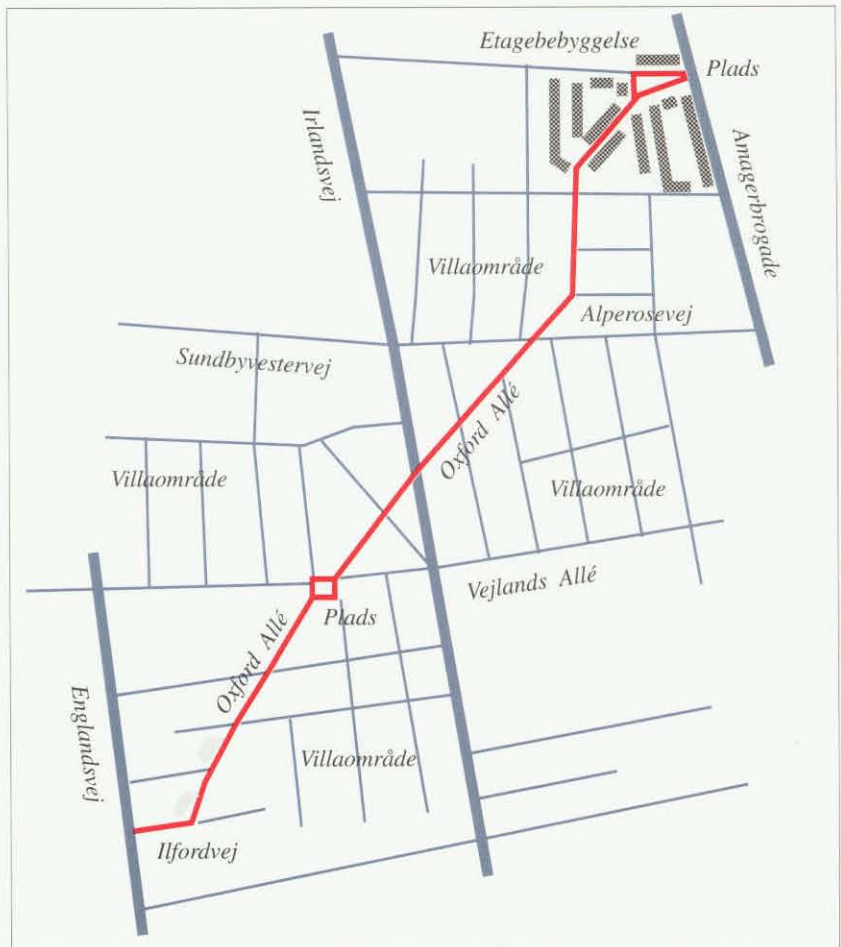 Etagebebyggelse
Plads
Irlandsvej
Amagerbrogade
Villaområde
Alperosevej
Sundbyvestervej
Oxford Allé
Villaområde
Villaområde
Vejlands Allé
Plads
Oxford Allé
Englandsvej
Villaområde
Ilfordvej